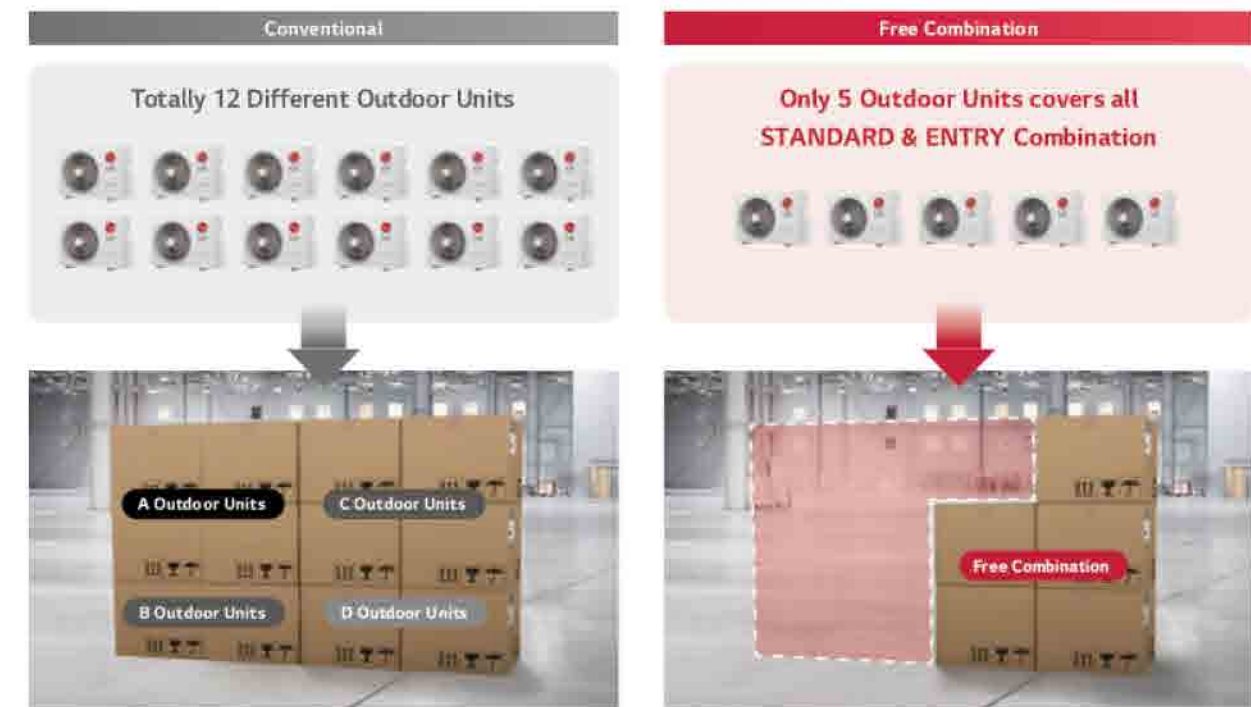 Conventional
Totally 12 Different Outdoor Units
A Outdoor Units
C Outdoor Units
B Outdoor Units
D Outdoor Units
Free Combination
Only 5 Outdoor Units covers all
STANDARD & ENTRY Combination
Free Combination